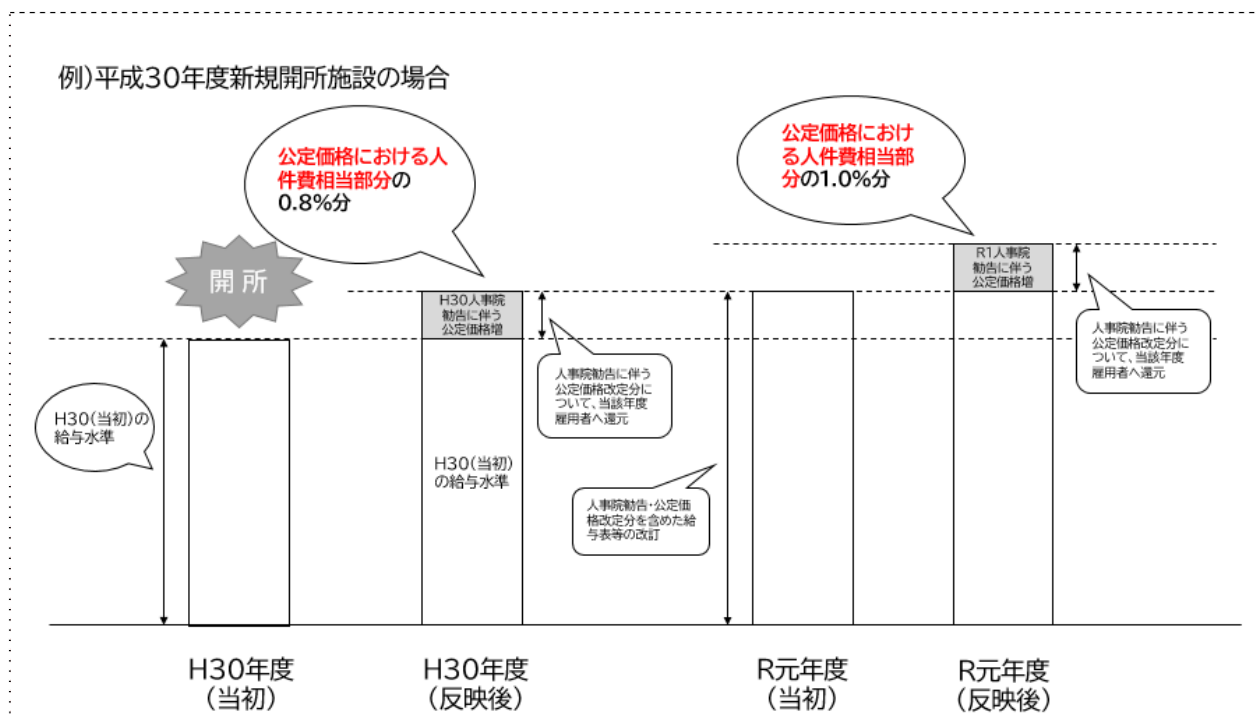 例)平成30年度新規開所施設の場合
公定価格における人
件費相当部分の
0.8%分
公定価格におけ
る人件費相当部
分の1.0%分
開所
R1人事院
勧告に伴う
公定価格増
H30人事院
勧告に伴う
公定価格増
人事院勧告に伴う
公定価格改定分に
ついて、当該年度
雇用者へ還元
人事院勧告に伴う
公定価格改定分に
ついて、当該年度
雇用者へ還元
H30(当初)の
給与水準
H30(当初)
の給与水準
人事院勧告・公定価
格改定分を含めた給
与表等の改訂
H30年度
(当初)
H30年度
(反映後)
R元年度
(当初)
R元年度
(反映後)